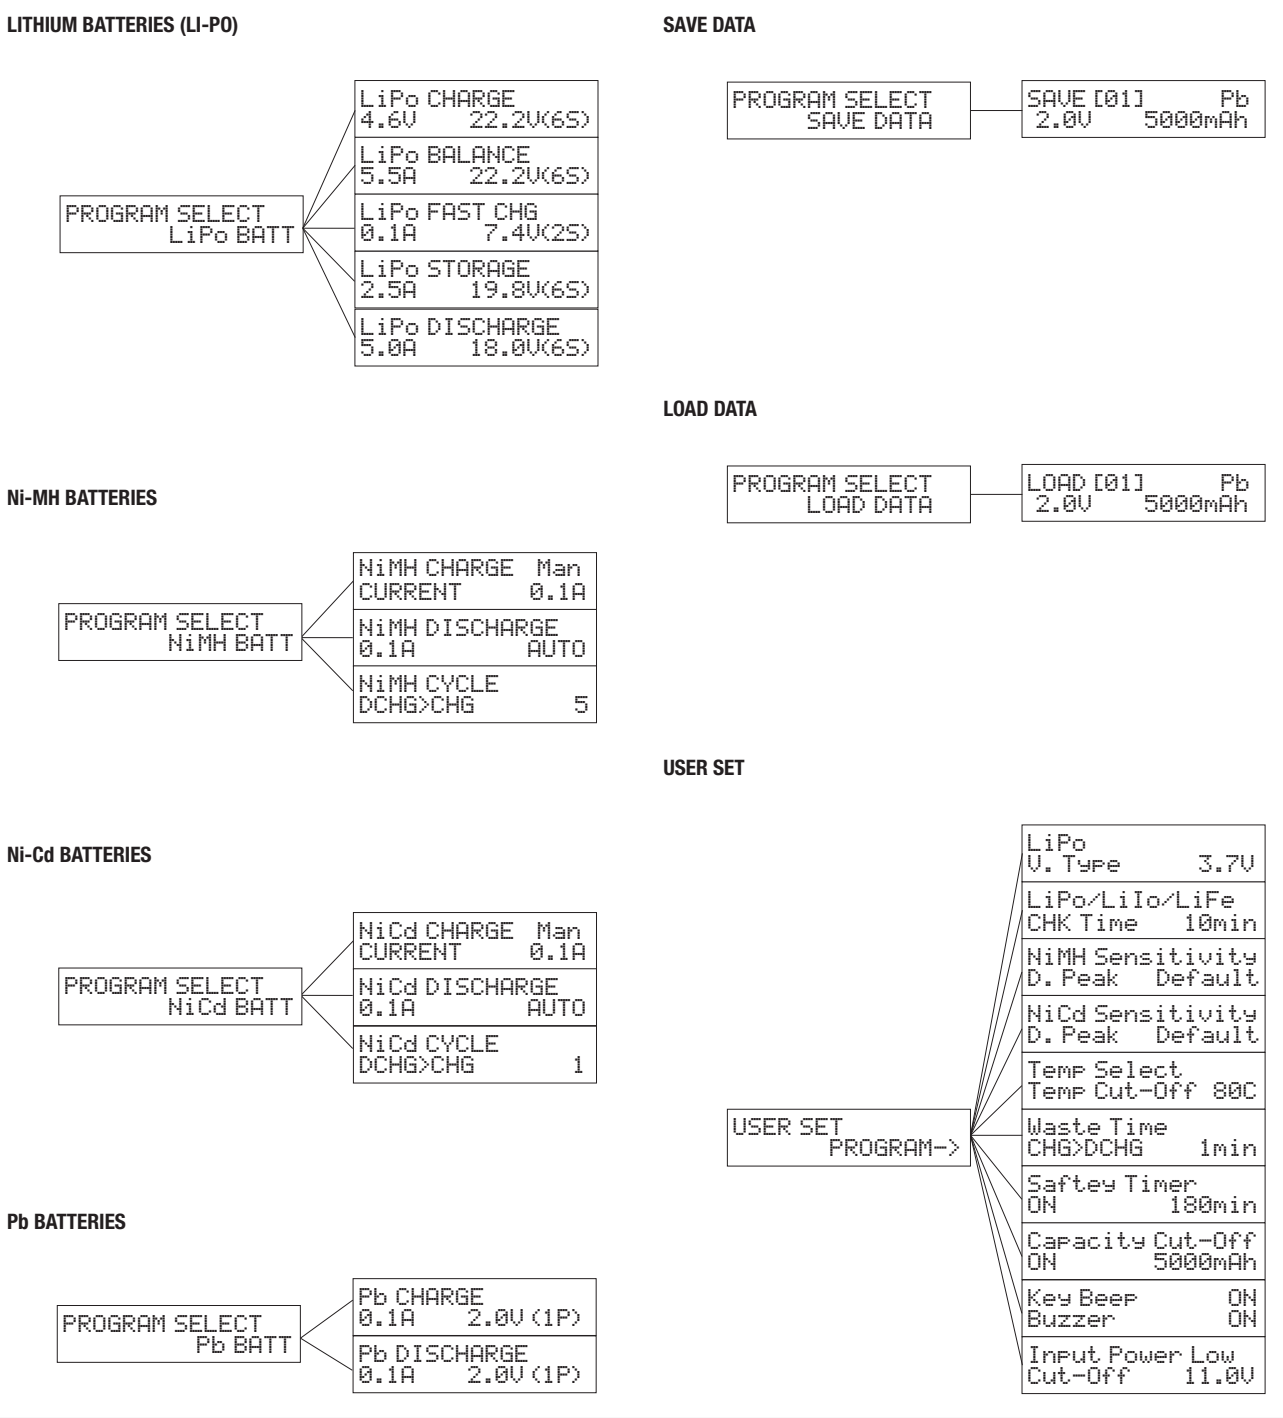 LITHIUM BATTERIES (LI-PO)
PROGRAM SELECT
LiPo BATT
LiPo CHARGE
4.6V 22.2V(6S)
LiPo BALANCE
5.5A 22.2V(6S)
LiPo FAST CHG
0.1A 7.4V(2S)
LiPo STORAGE
2.5A 19.8V(6S)
LiPo DISCHARGE
5.0A 18.0V(6S)
Ni-MH BATTERIES
PROGRAM SELECT
NiMH BATT
NiMH CHARGE Man
CURRENT 0.1A
NiMH DISCHARGE
0.1A AUTO
NiMH CYCLE
DCHG>CHG 5
Ni-Cd BATTERIES
PROGRAM SELECT
NiCd BATT
NiCd CHARGE Man
CURRENT 0.1A
NiCd DISCHARGE
0.1A AUTO
NiCd CYCLE
DCHG>CHG 1
Pb BATTERIES
PROGRAM SELECT
Pb BATT
Pb CHARGE
0.1A 2.0V (1P)
Pb DISCHARGE
0.1A 2.0V (1P)
SAVE DATA
PROGRAM SELECT
SAVE DATA
SAVE [01] Pb
2.0V 5000mAh
LOAD DATA
PROGRAM SELECT
LOAD DATA
LOAD [01] Pb
2.0V 5000mAh
USER SET
USER SET
PROGRAM->
LiPo
V. Type 3.7V
LiPo/LiIo/LiFe
CHK Time 10min
NiMH Sensitivity
D. Peak Default
NiCd Sensitivity
D. Peak Default
Temp Select
Temp Cut-Off 80C
Waste Time
CHG>DCHG 1min
Saftey Timer
ON 180min
Capacity Cut-Off
ON 5000mAh
Key Beep ON
Buzzer ON
Input Power Low
Cut-Off 11.0V